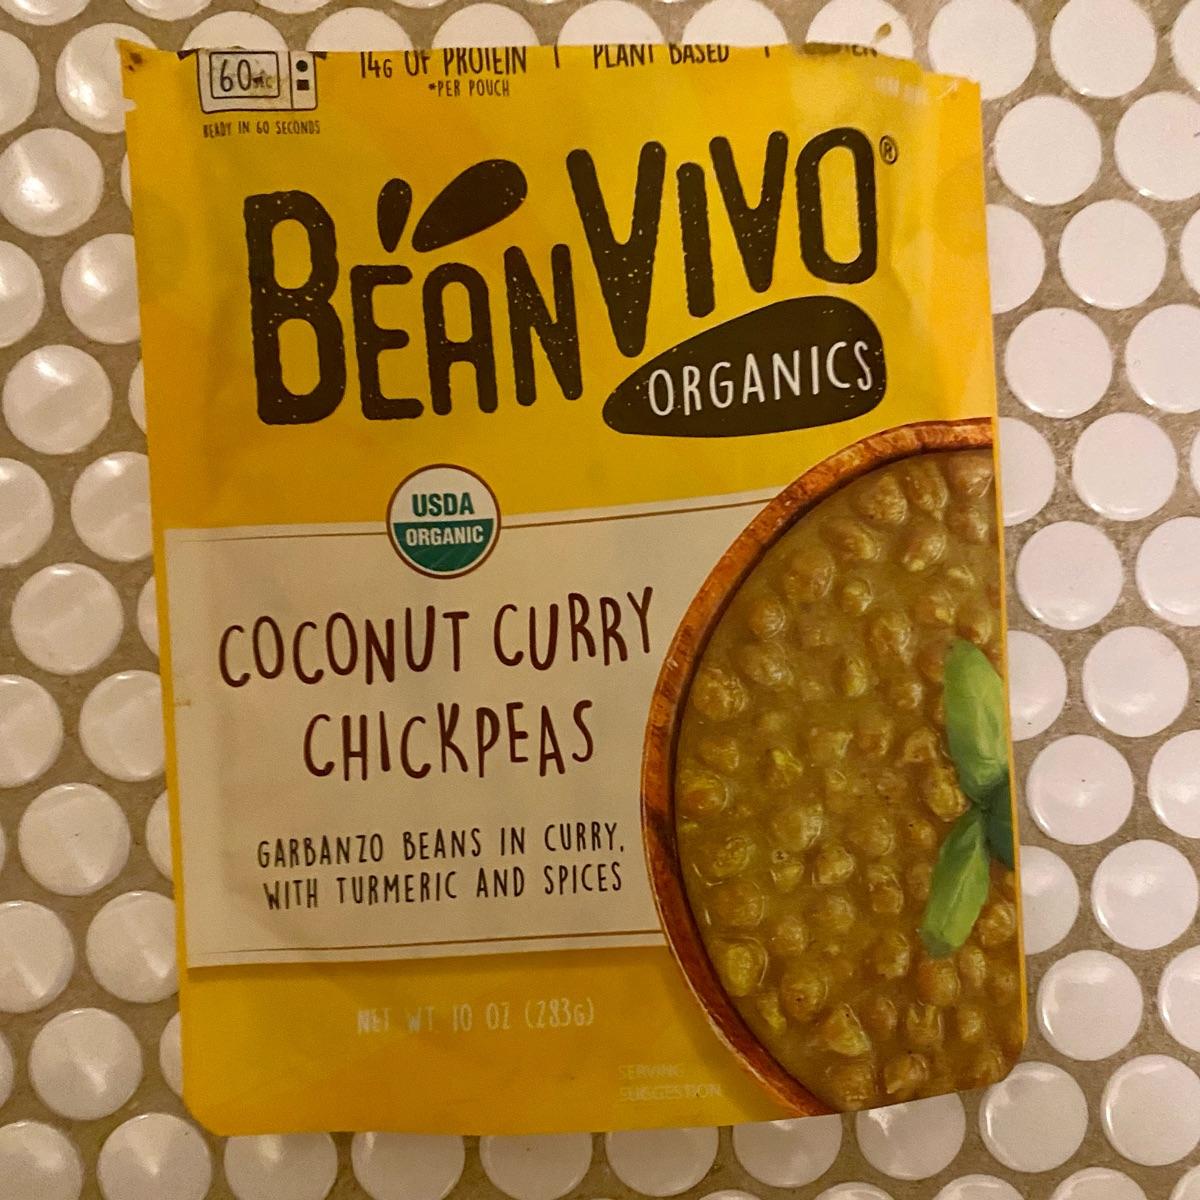 60 SEC
14G OF PROTEIN | PLANT BASED |
*PER POUCH
READY IN 60 SECONDS
BEANVIVO®
ORGANICS
USDA
ORGANIC
COCONUT CURRY
CHICKPEAS
GARBANZO BEANS IN CURRY,
WITH TURMERIC AND SPICES
NET WT 10 OZ (283G)
SERVING
SUGGESTION